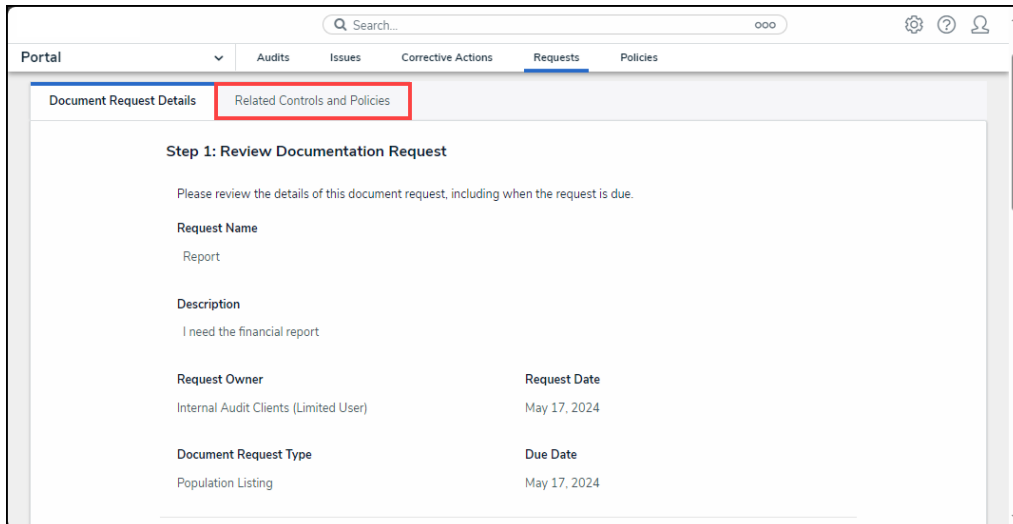 Search... ooo
Portal Audits Issues Corrective Actions Requests Policies
Document Request Details Related Controls and Policies
Step 1: Review Documentation Request
Please review the details of this document request, including when the request is due.
Request Name
Report
Description
I need the financial report
Request Owner Request Date
Internal Audit Clients (Limited User) May 17, 2024
Document Request Type Due Date
Population Listing May 17, 2024